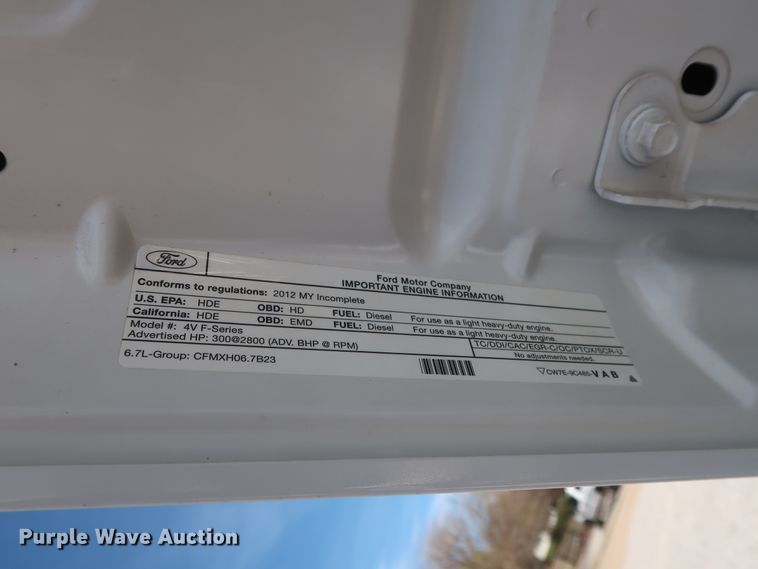 Ford
Ford Motor Company
IMPORTANT ENGINE INFORMATION
Conforms to regulations: 2012 MY Incomplete
U.S. EPA: HDE OBD: HD FUEL: Diesel For use as a light heavy-duty engine.
California: HDE OBD: EMD FUEL: Diesel For use as a light heavy-duty engine.
Model #: 4V F-Series
Advertised HP: 300@2800 (ADV. BHP @ RPM)
TC/DDI/CAC/EGR-C/OC/PTOX/SCR-U
No adjustments needed.
6.7L-Group: CFMXH06.7B23
CW7E-9C485-VAB
Purple Wave Auction